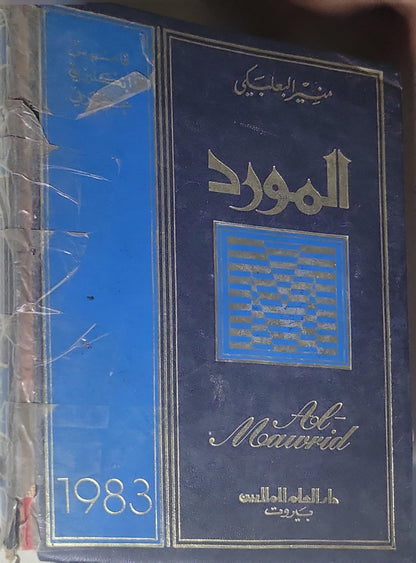 منير البعلبكي
المورد
Al-
Mawrid
دار العلم للملايين
بيروت
1983